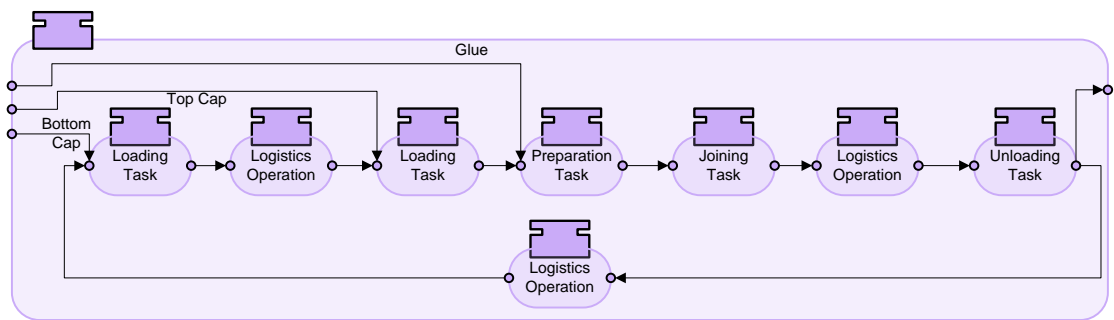 Glue
Top Cap
Bottom
Cap
Loading
Task
Logistics
Operation
Loading
Task
Preparation
Task
Joining
Task
Logistics
Operation
Unloading
Task
Logistics
Operation